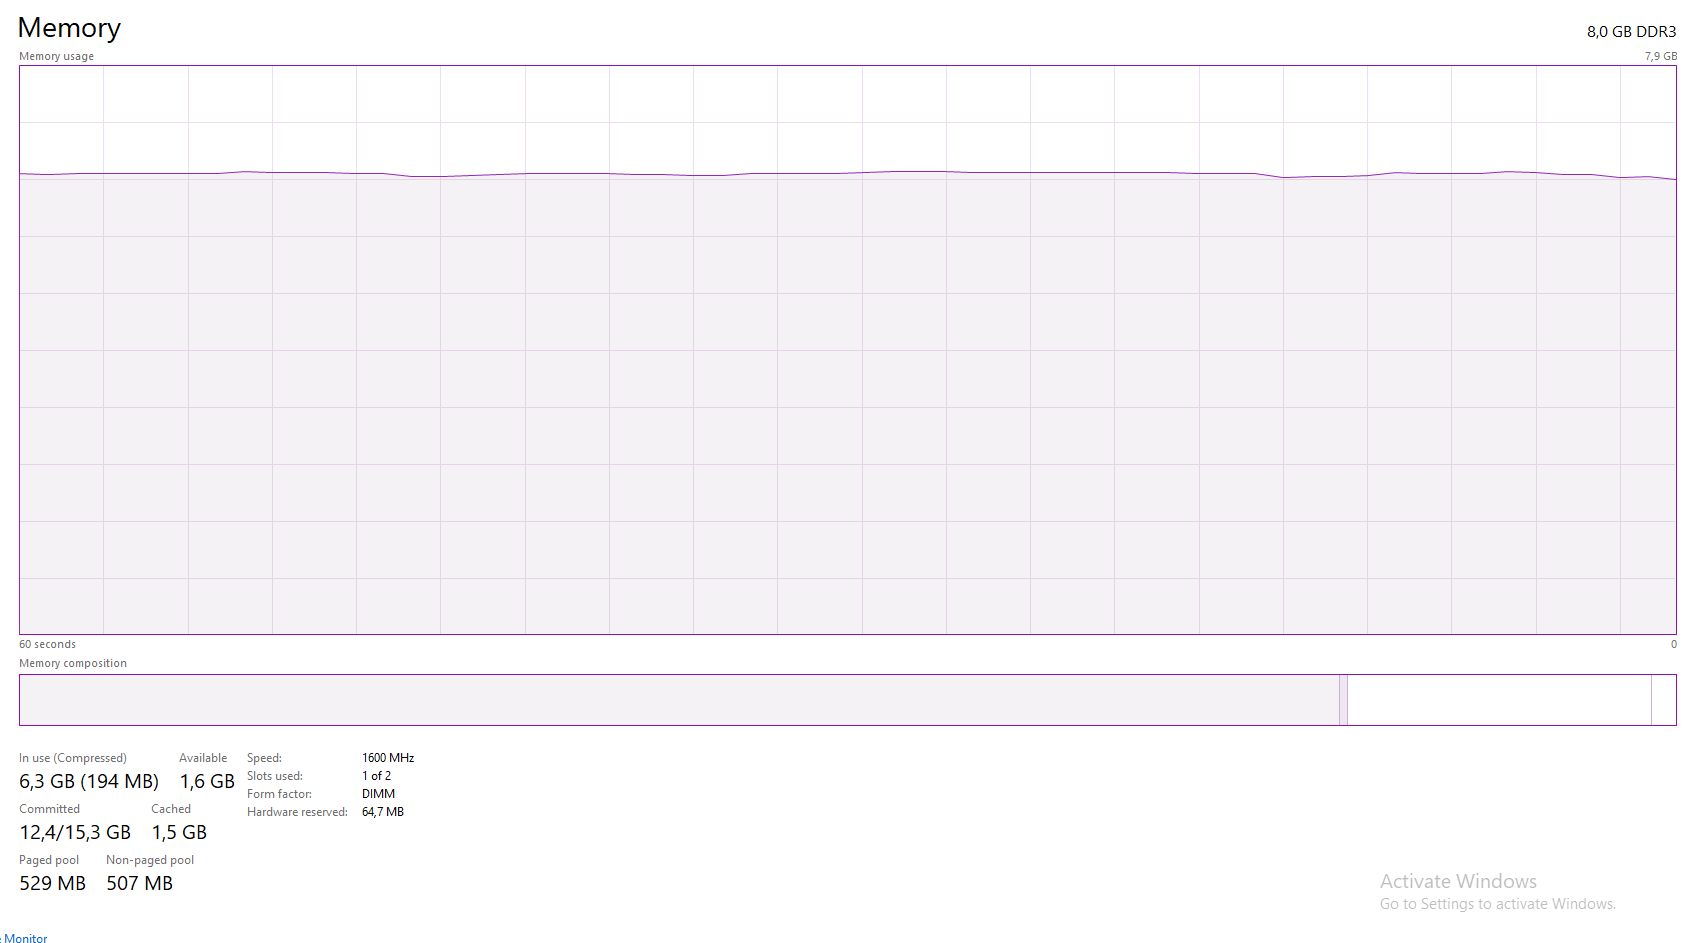 Memory
8,0 GB DDR3
Memory usage
7,9 GB
60 seconds
0
Memory composition
In use (Compressed)
Available
6,3 GB (194 MB)
1,6 GB
Committed
Cached
12,4/15,3 GB
1,5 GB
Paged pool
Non-paged pool
529 MB
507 MB
Speed:
1600 MHz
Slots used:
1 of 2
Form factor:
DIMM
Hardware reserved:
64,7 MB
Activate Windows
Go to Settings to activate Windows.
Monitor